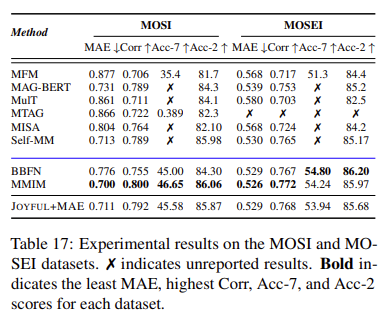 Method MOSI MOSEI
MAE ↓ Corr ↑ Acc-7 ↑ Acc-2 ↑ MAE ↓ Corr ↑ Acc-7 ↑ Acc-2 ↑
MFM 0.877 0.706 35.4 81.7 0.568 0.717 51.3 84.4
MAG-BERT 0.731 0.789 ✗ 84.3 0.539 0.753 ✗ 85.2
MulT 0.861 0.711 ✗ 84.1 0.580 0.703 ✗ 82.5
MTAG 0.866 0.722 0.389 82.3 ✗ ✗ ✗ ✗
MISA 0.804 0.764 ✗ 82.10 0.568 0.724 ✗ 84.2
Self-MM 0.713 0.789 ✗ 85.98 0.530 0.765 ✗ 85.17
BBFN 0.776 0.755 45.00 84.30 0.529 0.767 54.80 86.20
MMIM 0.700 0.800 46.65 86.06 0.526 0.772 54.24 85.97
JOYFUL+MAE 0.711 0.792 45.58 85.87 0.529 0.768 53.94 85.68
Table 17: Experimental results on the MOSI and MO-
SEI datasets. ✗ indicates unreported results. Bold in-
dicates the least MAE, highest Corr, Acc-7, and Acc-2
scores for each dataset.